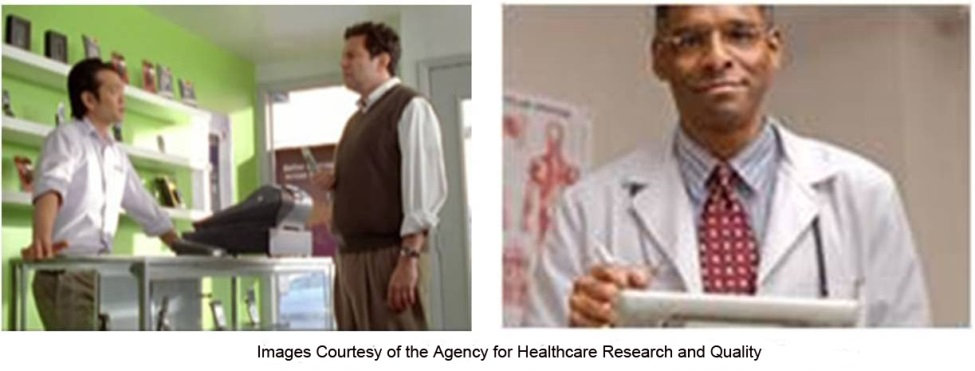 Images Courtesy of the Agency for Healthcare Research and Quality